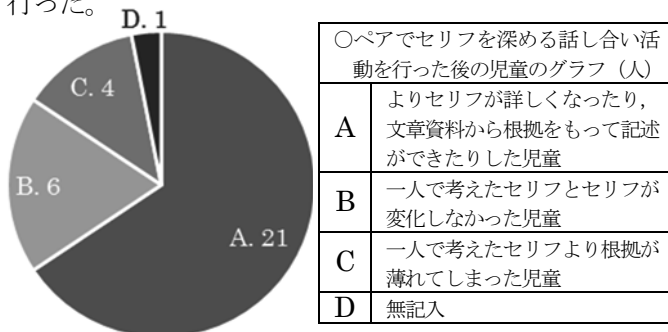 行った。
D. 1
C. 4
B. 6
A. 21
○ペアでセリフを深める話し合い活
動を行った後の児童のグラフ（人）
A
よりセリフが詳しくなったり，
文章資料から根拠をもって記述
ができたりした児童
B
一人で考えたセリフとセリフが
変化しなかった児童
C
一人で考えたセリフより根拠が
薄れてしまった児童
D
無記入